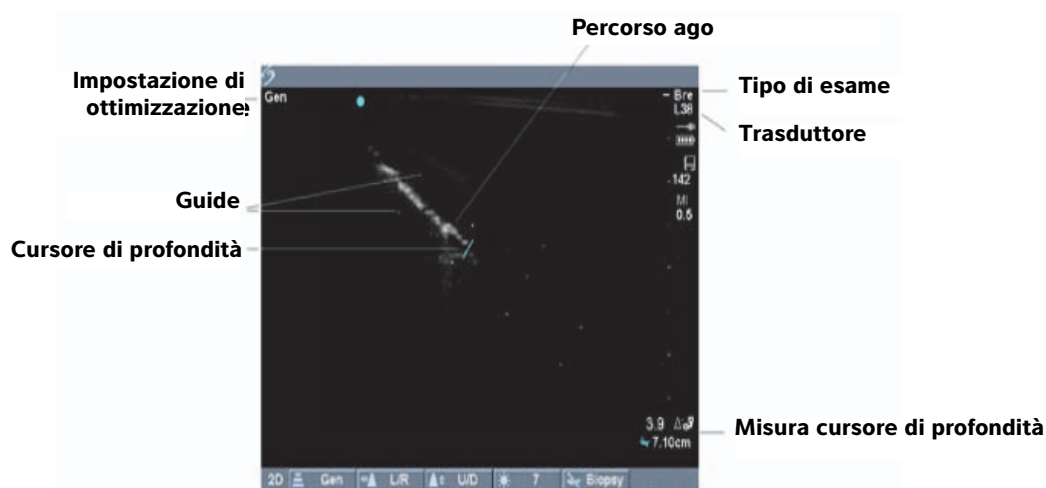 Percorso ago
Impostazione di
ottimizzazione
Gen
Guide
Cursore di profondità
- Bre
L38
142
MI
0.5
Tipo di esame
Trasduttore
3.9
7.10cm
Misura cursore di profondità
2D Gen L/R U/D 7 Biopsy